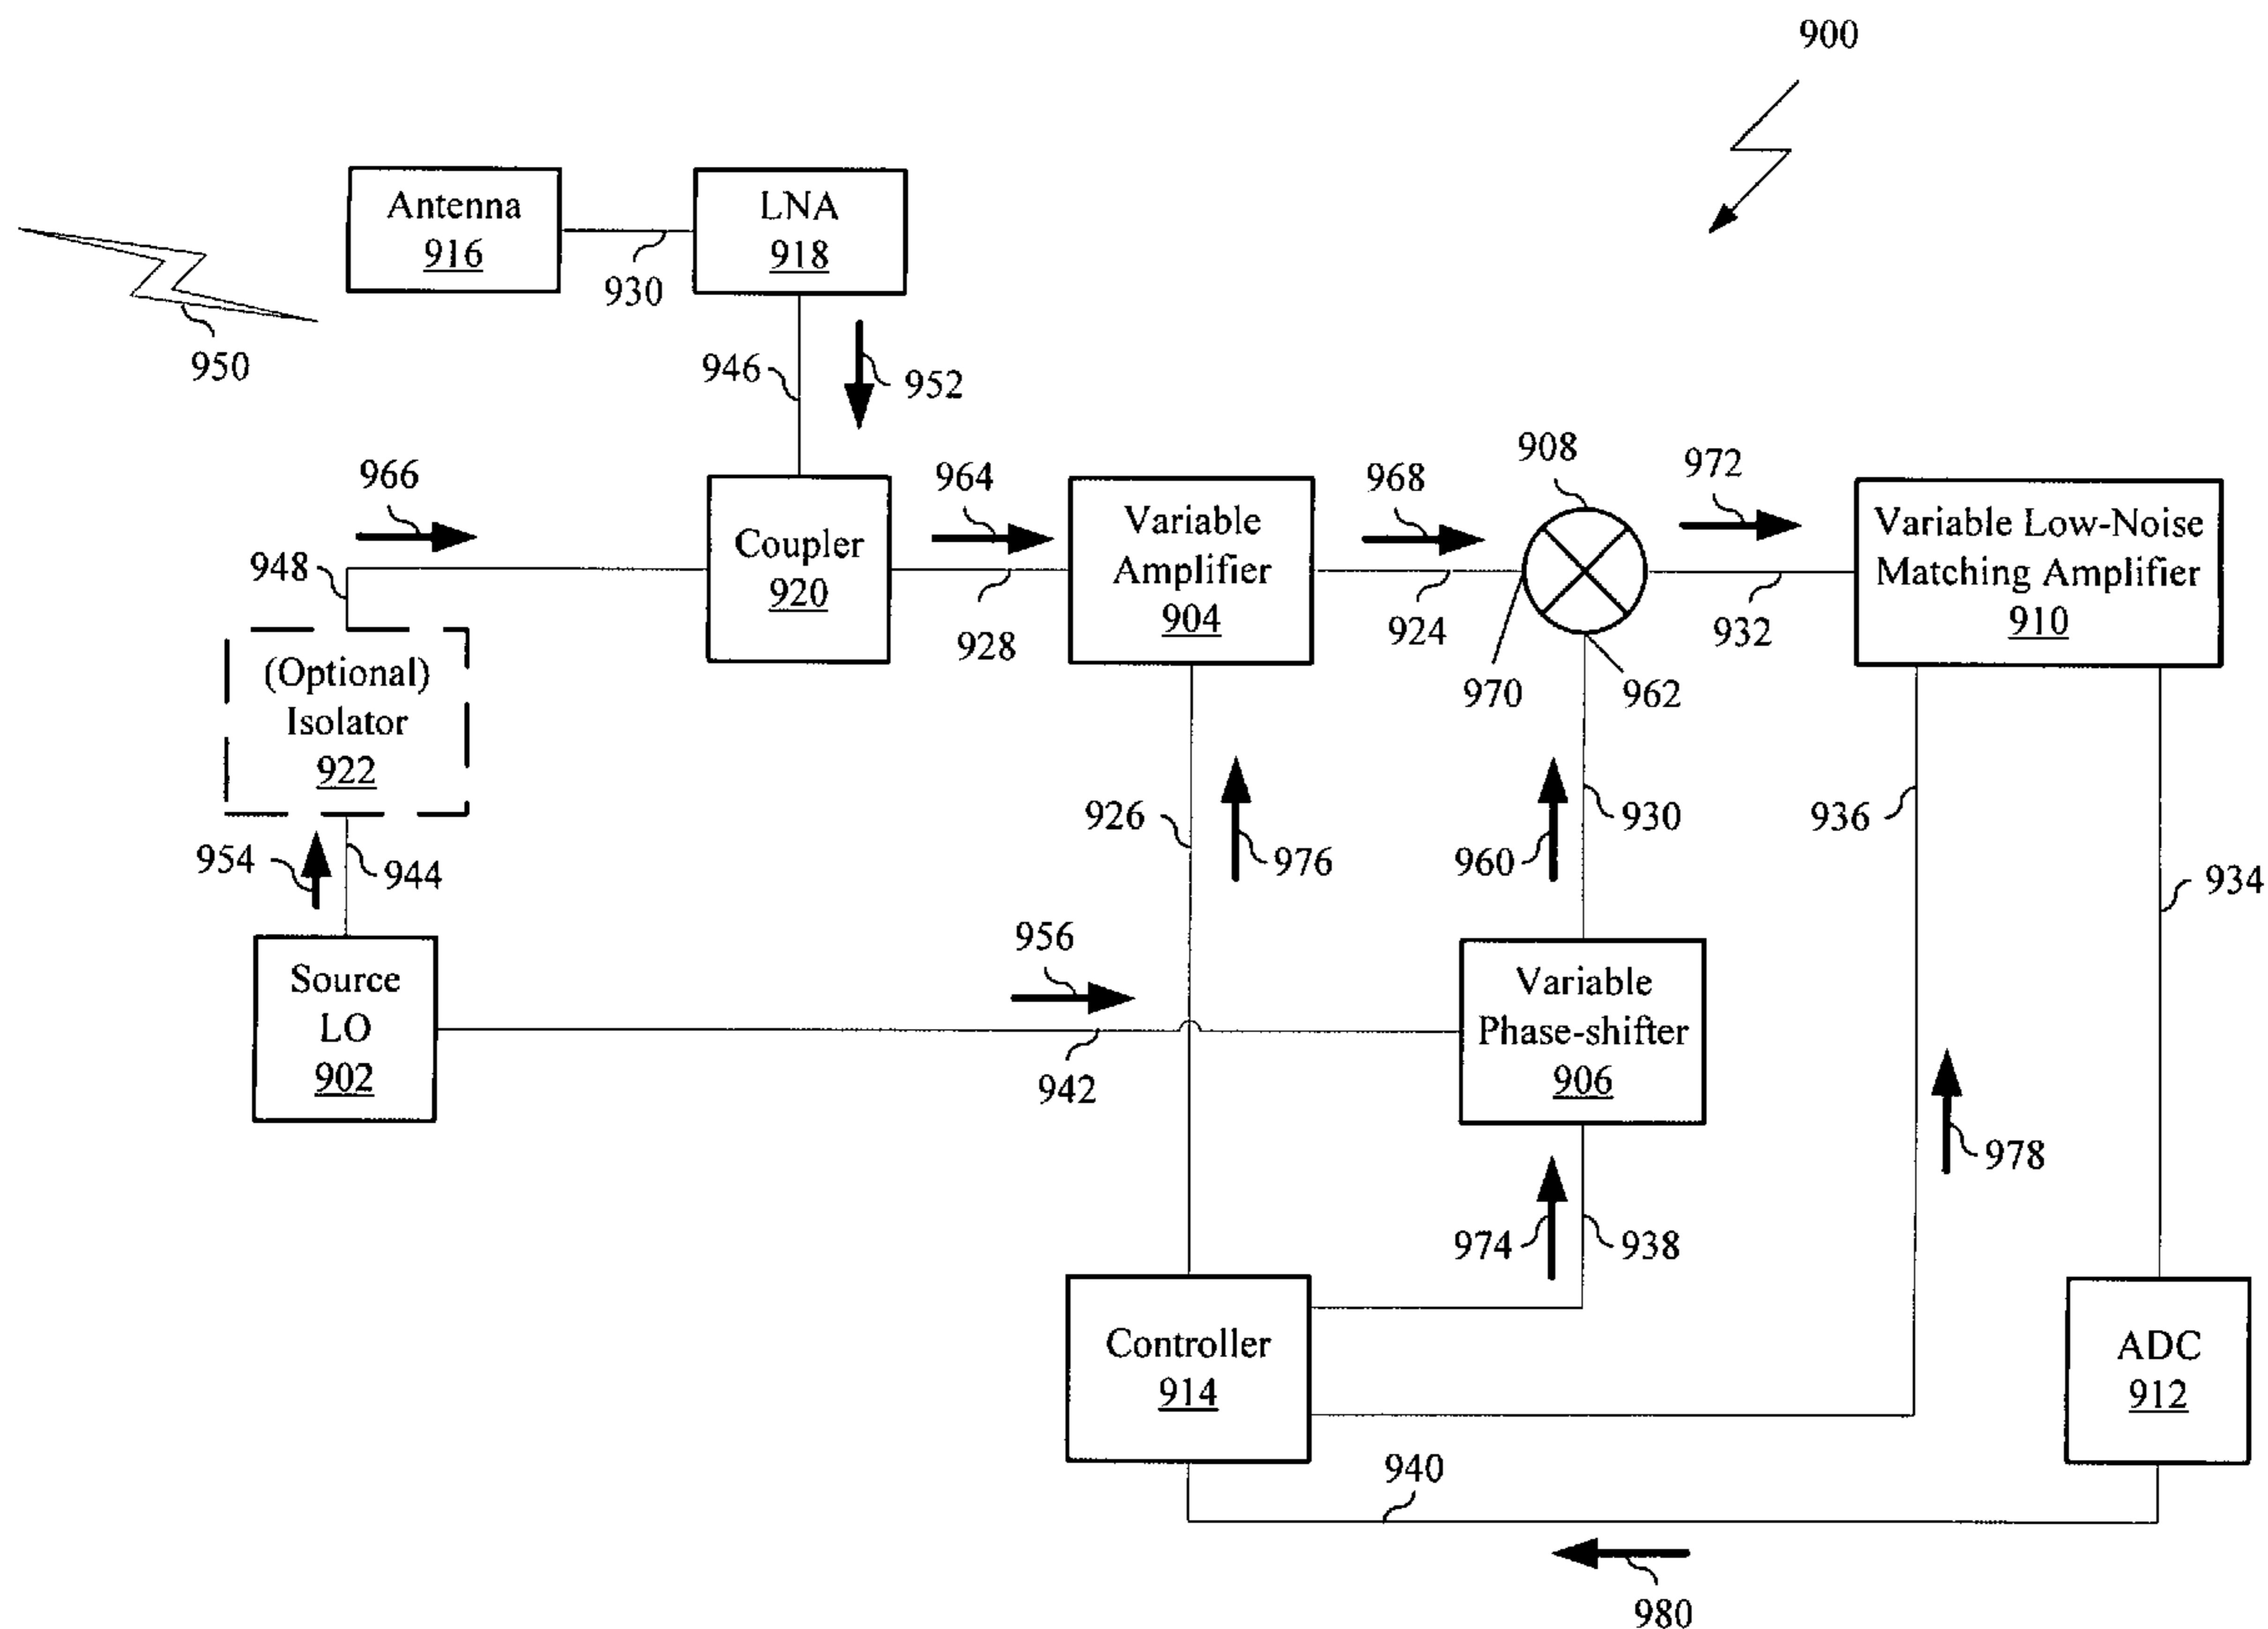 900
Antenna
916
LNA
918
930
950
946
952
966
964
968
908
972
948
Coupler
920
928
Variable
Amplifier
904
924
970
962
932
Variable Low-Noise
Matching Amplifier
910
(Optional)
Isolator
922
954
944
926
976
960
930
936
934
Source
LO
902
956
942
Variable
Phase-shifter
906
978
974
938
Controller
914
ADC
912
940
980